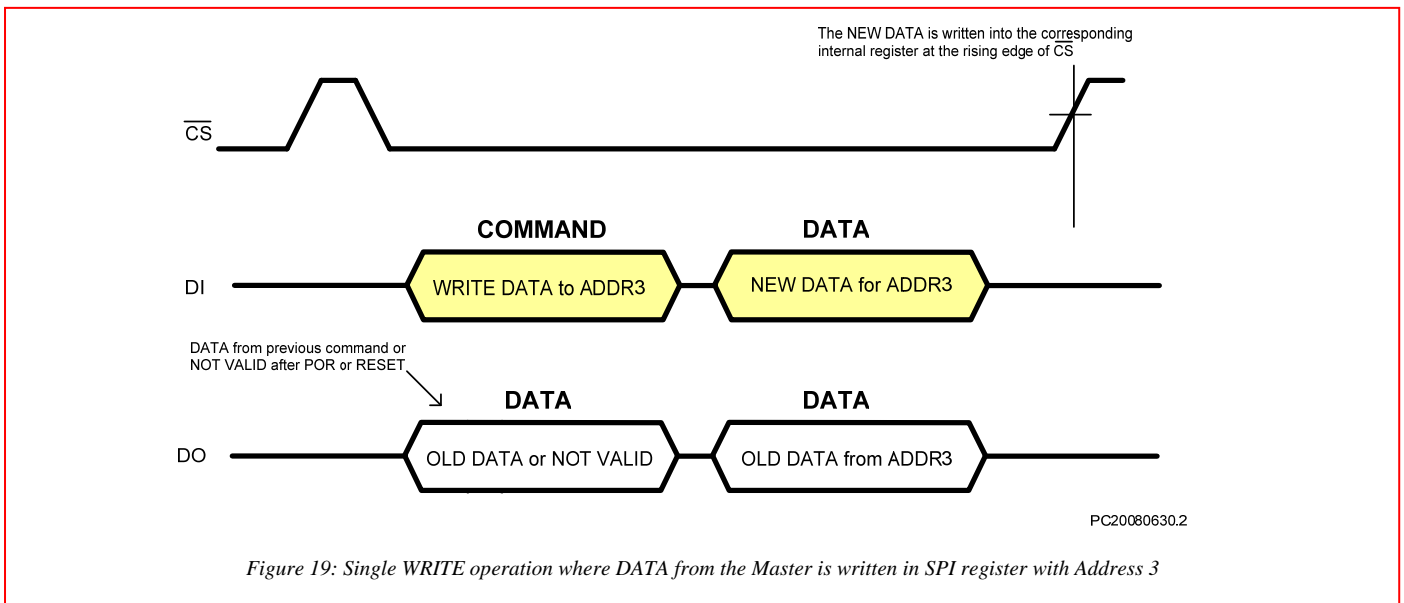 The NEW DATA is written into the corresponding
internal register at the rising edge of C̅S̅
C̅S̅
COMMAND
DATA
DI
WRITE DATA to ADDR3
NEW DATA for ADDR3
DATA from previous command or
NOT VALID after POR or RESET
DATA
DATA
DO
OLD DATA or NOT VALID
OLD DATA from ADDR3
PC20080630.2
Figure 19: Single WRITE operation where DATA from the Master is written in SPI register with Address 3